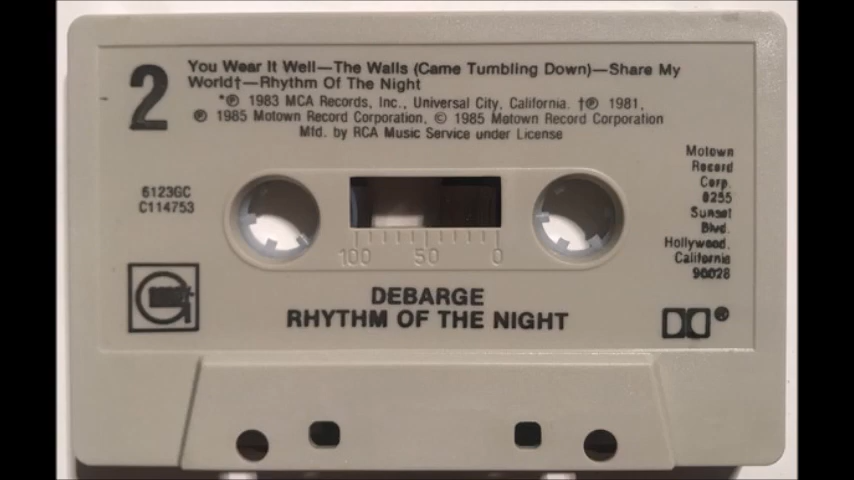 2
You Wear It Well—The Walls (Came Tumbling Down)—Share My
World†—Rhythm Of The Night
*℗ 1983 MCA Records, Inc., Universal City, California. †℗ 1981,
℗ 1985 Motown Record Corporation, © 1985 Motown Record Corporation
Mfd. by RCA Music Service under License
6123GC
C114753
Motown
Record
Corp.
6255
Sunset
Blvd.
Hollywood,
California
90028
100 50 0
DEBARGE
RHYTHM OF THE NIGHT